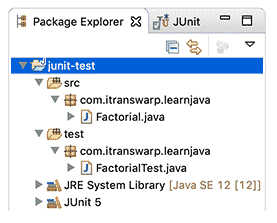 Package Explorer JUnit
junit-test
src
com.itranswarp.learnjava
Factorial.java
test
com.itranswarp.learnjava
FactorialTest.java
JRE System Library [Java SE 12 [12]]
JUnit 5